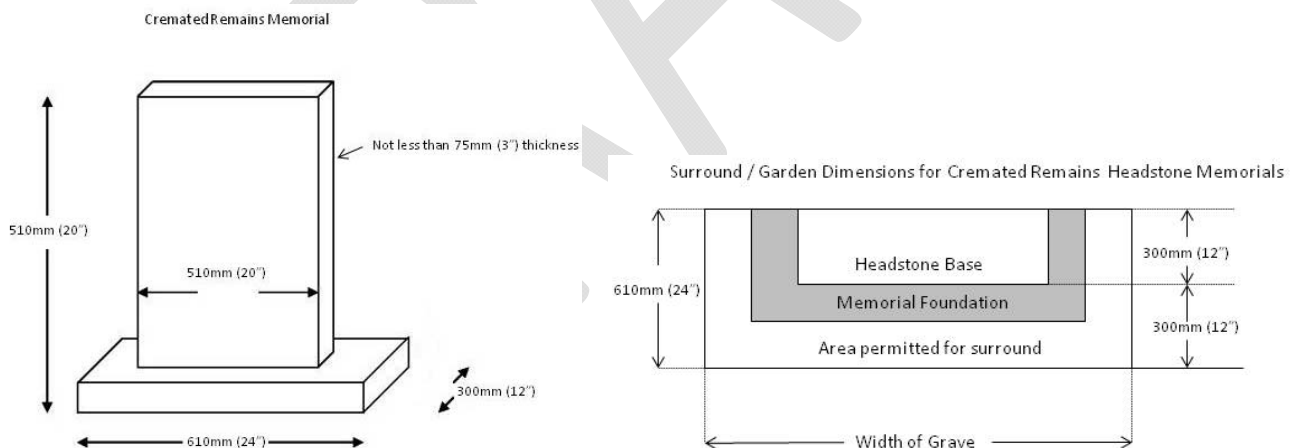 Cremated Remains Memorial
Not less than 75mm (3”) thickness
510mm (20”)
510mm (20”)
300mm (12”)
610mm (24”)
Surround / Garden Dimensions for Cremated Remains Headstone Memorials
300mm (12”)
Headstone Base
610mm (24”)
Memorial Foundation
300mm (12”)
Area permitted for surround
Width of Grave